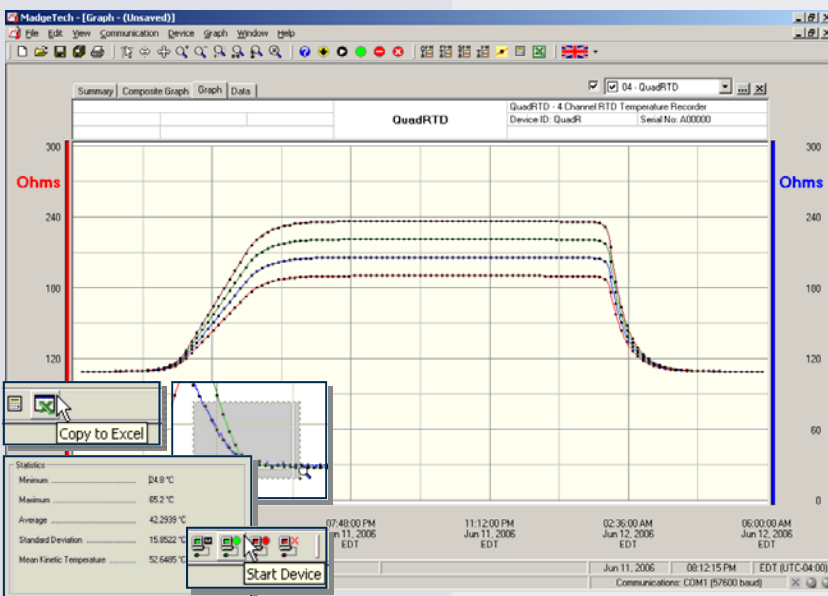 MadgeTech - [Graph - (Unsaved)]
File Edit View Communication Device Graph Window Help
Summary Composite Graph Graph Data
04 - QuadRTD
QuadRTD
QuadRTD - 4 Channel RTD Temperature Recorder
Device ID: QuadR Serial No: A00000
300 300
Ohms Ohms
240 240
180 180
120 120
60
0
Copy to Excel
Statistics
Minimum 24.8 °C
Maximum 65.2 °C
Average 42.2939 °C
Standard Deviation 15.8522 °C
Mean Kinetic Temperature 52.6485 °C
Start Device
07:48:00 PM 11:12:00 PM 02:36:00 AM 06:00:00 AM
n 11, 2006 Jun 11, 2006 Jun 12, 2006 Jun 12, 2006
EDT EDT EDT EDT
Jun 11, 2006 08:12:15 PM EDT (UTC-04:00)
Communications: COM1 (57600 baud)